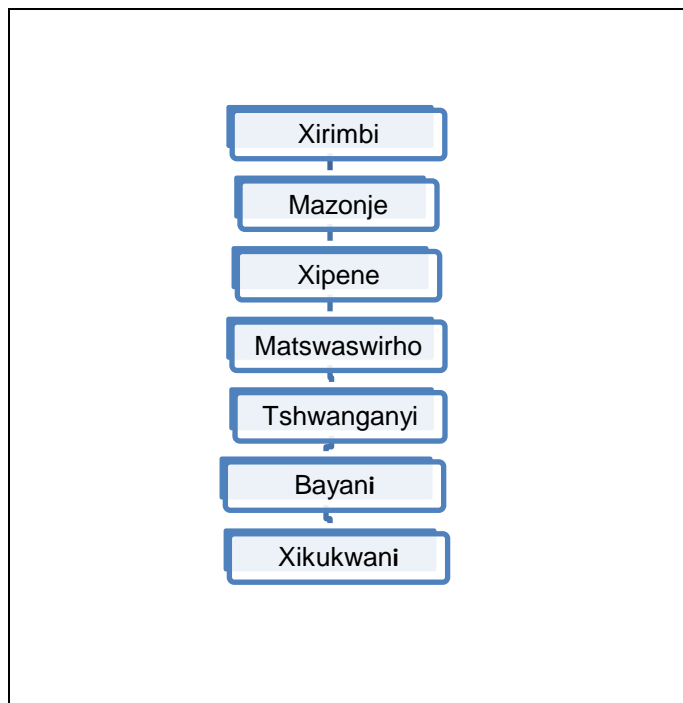 Xirimbi
Mazonje
Xipene
Matswaswirho
Tshwanganyi
Bayani
Xikukwani